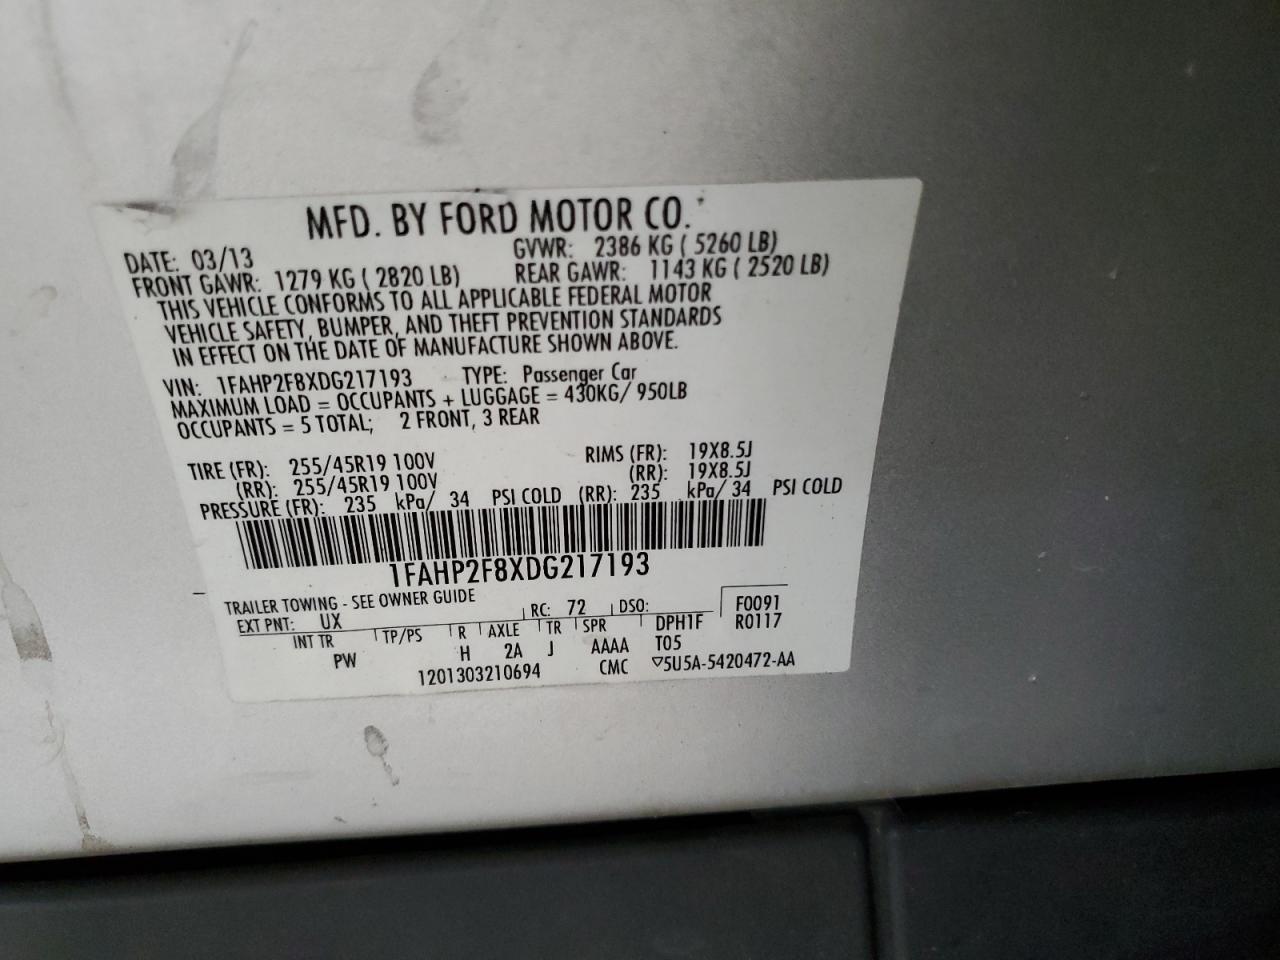 MFD. BY FORD MOTOR CO.
DATE: 03/13 GVWR: 2386 KG ( 5260 LB)
FRONT GAWR: 1279 KG ( 2820 LB) REAR GAWR: 1143 KG ( 2520 LB)
THIS VEHICLE CONFORMS TO ALL APPLICABLE FEDERAL MOTOR
VEHICLE SAFETY, BUMPER, AND THEFT PREVENTION STANDARDS
IN EFFECT ON THE DATE OF MANUFACTURE SHOWN ABOVE.
VIN: 1FAHP2F8XDG217193 TYPE: Passenger Car
MAXIMUM LOAD = OCCUPANTS + LUGGAGE = 430KG/ 950LB
OCCUPANTS = 5 TOTAL; 2 FRONT, 3 REAR
TIRE (FR): 255/45R19 100V RIMS (FR): 19X8.5J
(RR): 255/45R19 100V (RR): 19X8.5J
PRESSURE (FR): 235 kPa/ 34 PSI COLD (RR): 235 kPa/ 34 PSI COLD
1FAHP2F8XDG217193
TRAILER TOWING - SEE OWNER GUIDE
EXT PNT: UX RC: 72 DSO: F0091
INT TR TP/PS R AXLE TR SPR DPH1F R0117
PW H 2A J AAAA T05
1201303210694 CMC ▽5U5A-5420472-AA